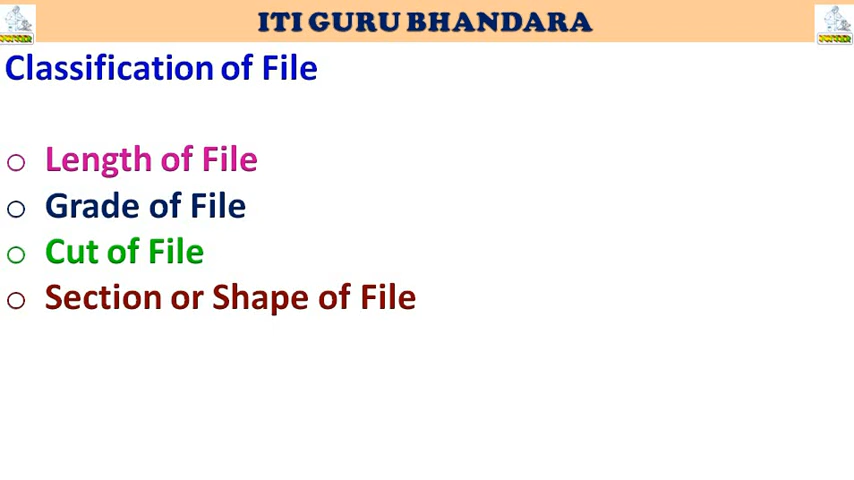 ITI GURU BHANDARA
Classification of File
o Length of File
o Grade of File
o Cut of File
o Section or Shape of File